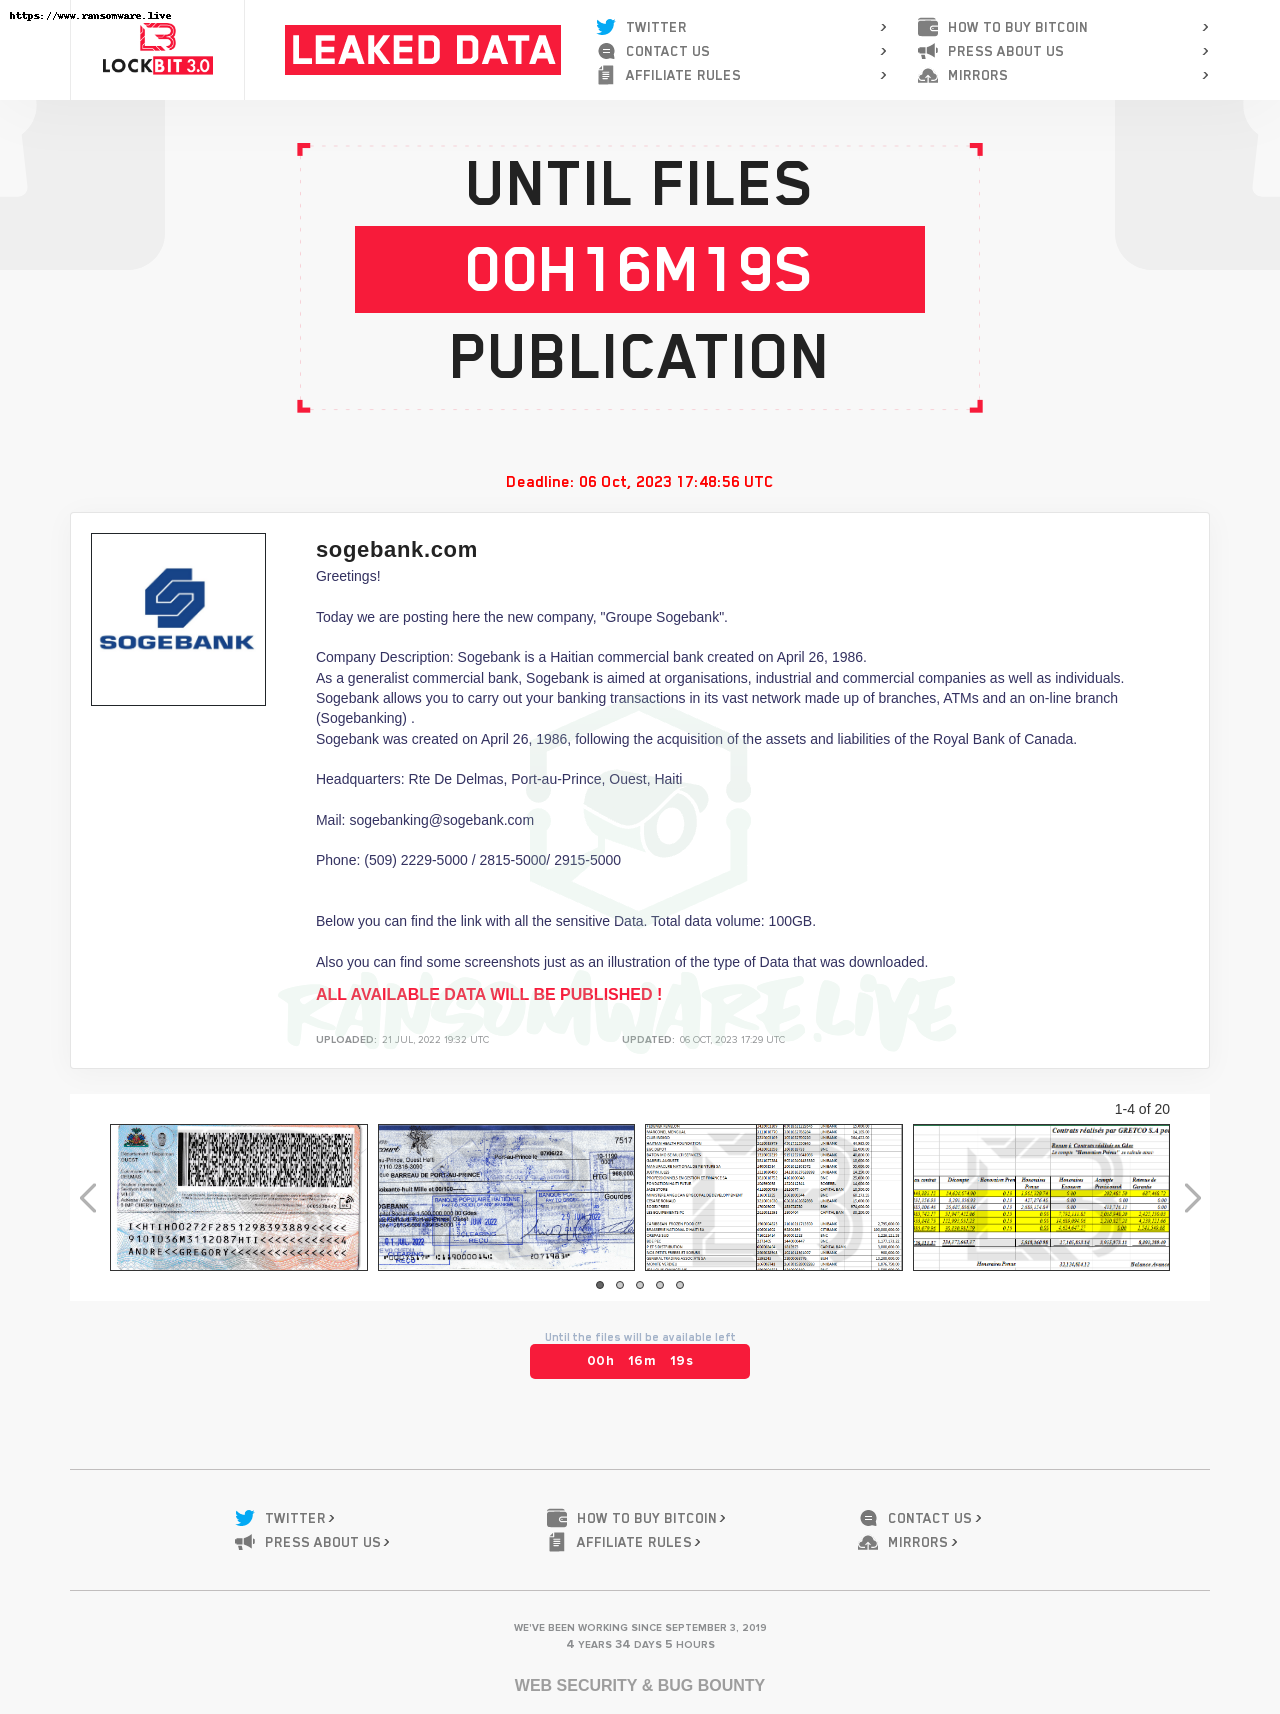 https://www.ransomware.live
LOCKBIT 3.0
LEAKED DATA
TWITTER
CONTACT US
AFFILIATE RULES
HOW TO BUY BITCOIN
PRESS ABOUT US
MIRRORS
UNTIL FILES
00H16M19S
PUBLICATION
Deadline: 06 Oct, 2023 17:48:56 UTC
SOGEBANK
sogebank.com
Greetings!
Today we are posting here the new company, "Groupe Sogebank".
Company Description: Sogebank is a Haitian commercial bank created on April 26, 1986.
As a generalist commercial bank, Sogebank is aimed at organisations, industrial and commercial companies as well as individuals.
Sogebank allows you to carry out your banking transactions in its vast network made up of branches, ATMs and an on-line branch
(Sogebanking) .
Sogebank was created on April 26, 1986, following the acquisition of the assets and liabilities of the Royal Bank of Canada.
Headquarters: Rte De Delmas, Port-au-Prince, Ouest, Haiti
Mail: sogebanking@sogebank.com
Phone: (509) 2229-5000 / 2815-5000/ 2915-5000
Below you can find the link with all the sensitive Data. Total data volume: 100GB.
Also you can find some screenshots just as an illustration of the type of Data that was downloaded.
ALL AVAILABLE DATA WILL BE PUBLISHED !
RANSOMWARE.LIVE
UPLOADED: 21 JUL, 2022 19:32 UTC
UPDATED: 06 OCT, 2023 17:29 UTC
1-4 of 20
7517
Gourdes
Contrats réalisés par GRETCO S.A
Until the files will be available left
00h 16m 19s
TWITTER
PRESS ABOUT US
HOW TO BUY BITCOIN
AFFILIATE RULES
CONTACT US
MIRRORS
WE'VE BEEN WORKING SINCE SEPTEMBER 3, 2019
4 YEARS 34 DAYS 5 HOURS
WEB SECURITY & BUG BOUNTY